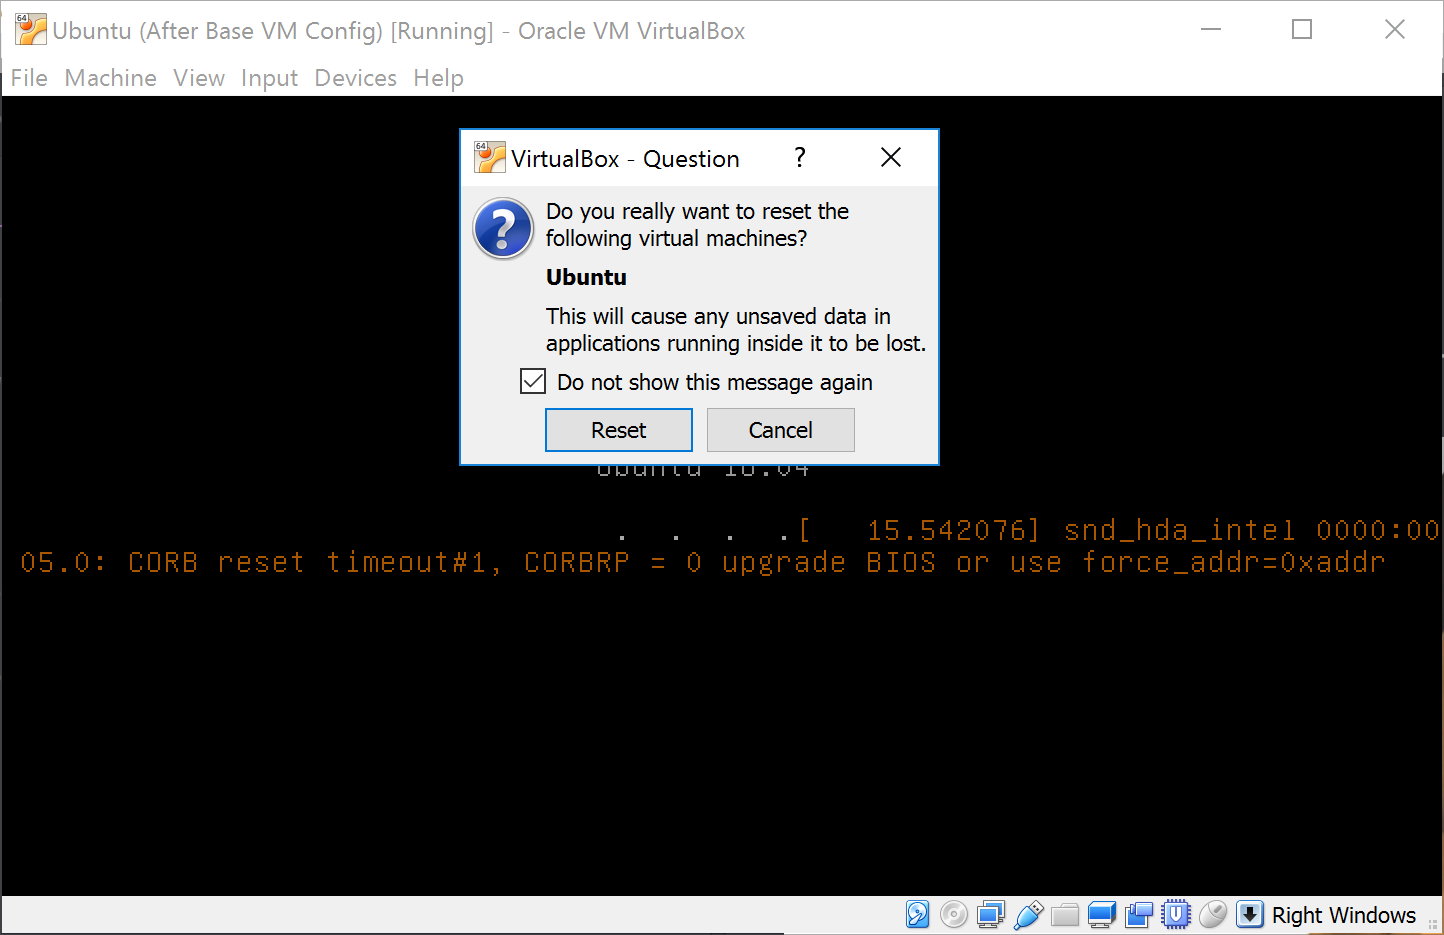 Ubuntu (After Base VM Config) [Running] - Oracle VM VirtualBox
File Machine View Input Devices Help
64
VirtualBox - Question
?
Do you really want to reset the
following virtual machines?
Ubuntu
This will cause any unsaved data in
applications running inside it to be lost.
Do not show this message again
Reset Cancel
Ubuntu
. . . .[ 15.542076] snd_hda_intel 0000:00
05.0: CORB reset timeout#1, CORBRP = 0 upgrade BIOS or use force_addr=0xaddr
Right Windows